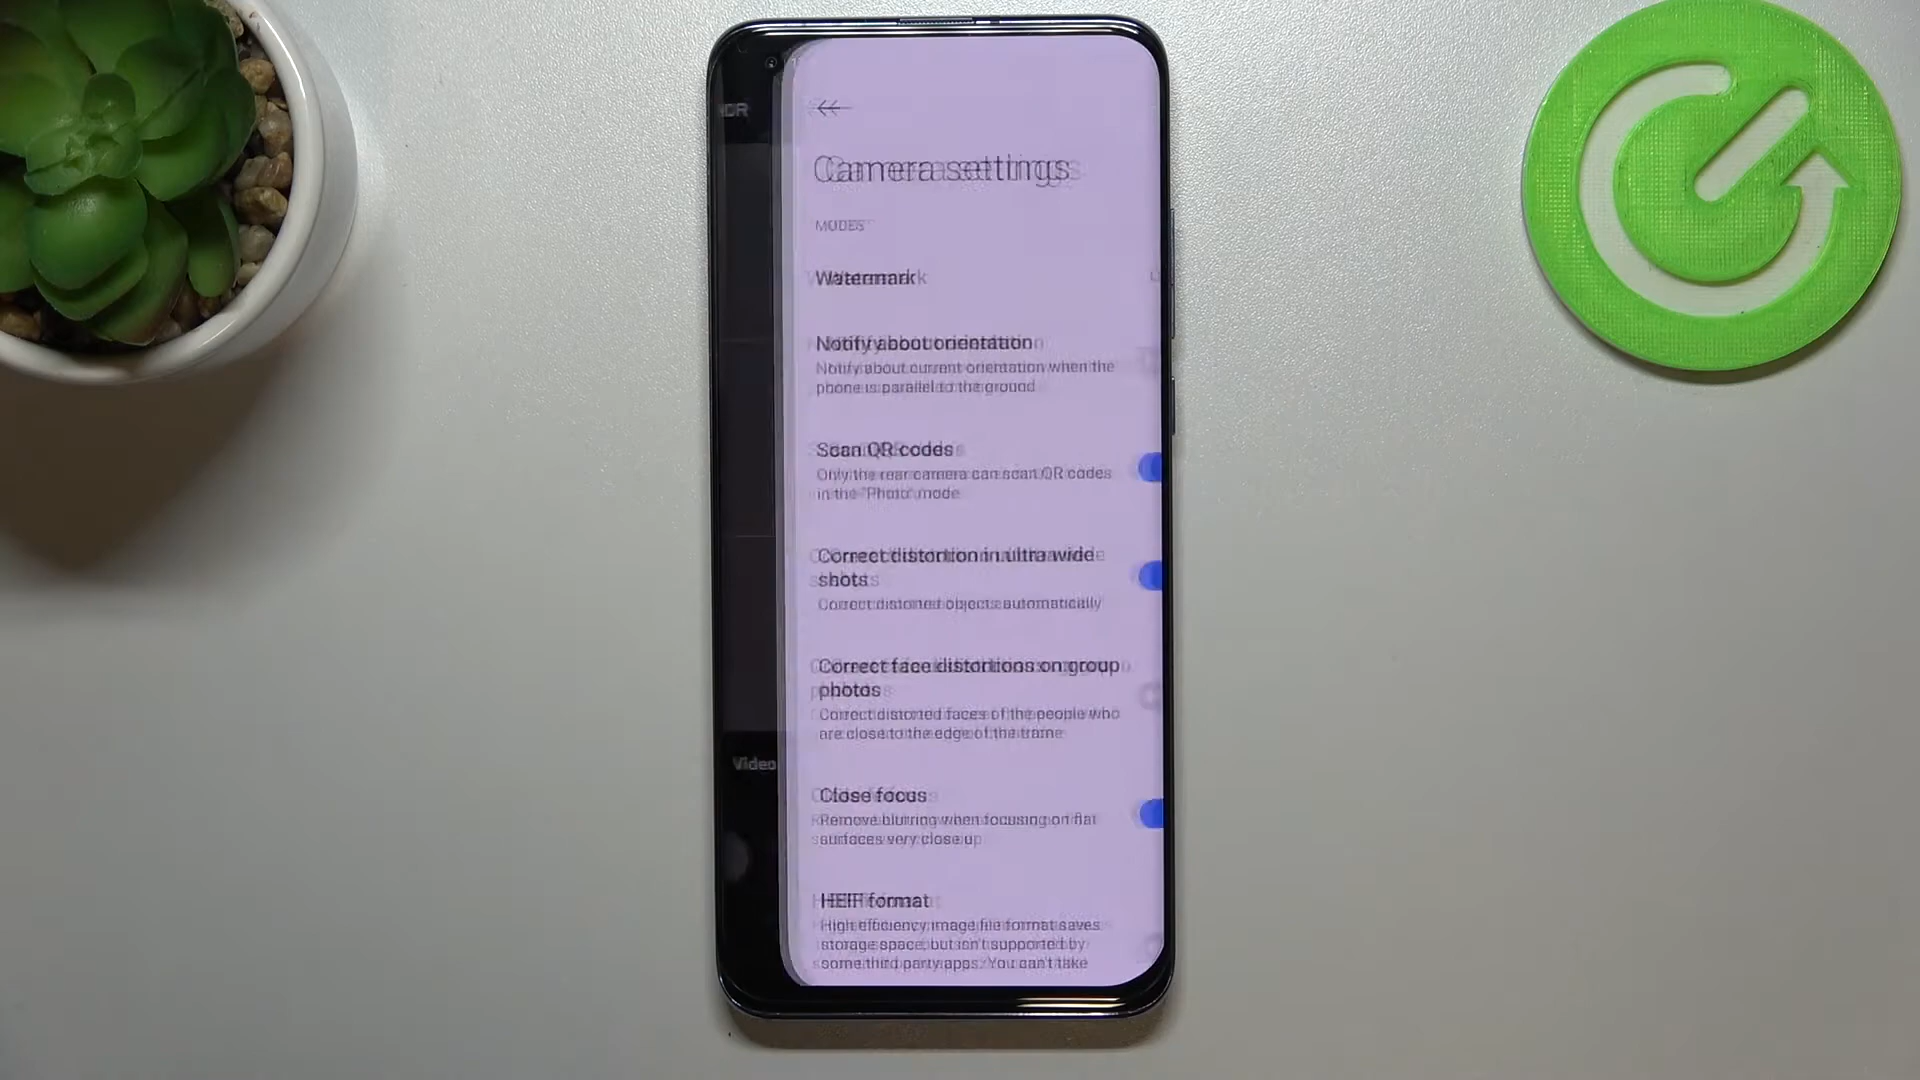 HDR
Camera settings
MODES
Watermark
Notify about orientation
Notify about current orientation when the
phone is parallel to the ground
Scan QR codes
Only the rear camera can scan QR codes
in the "Photo" mode
Correct distortion in ultra wide
shots
Correct distorted objects automatically
Correct face distortions on group
photos
Correct distorted faces of the people who
are close to the edge of the frame
Video
Close focus
Remove blurring when focusing on flat
surfaces very close up
HEIF format
High efficiency image file format saves
storage space, but isn't supported by
some third party apps. You can't take